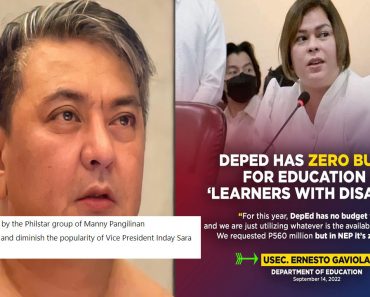 by the Philstar group of Manny Pangilinan
and diminish the popularity of Vice President Inday Sara
DEPED HAS ZERO BU
FOR EDUCATION
'LEARNERS WITH DISA
"For this year, DepEd has no budget
and we are just utilizing whatever is the availabl
We requested P560 million but in NEP it's z
USEC. ERNESTO GAVIOLA
DEPARTMENT OF EDUCATION
September 14, 2022